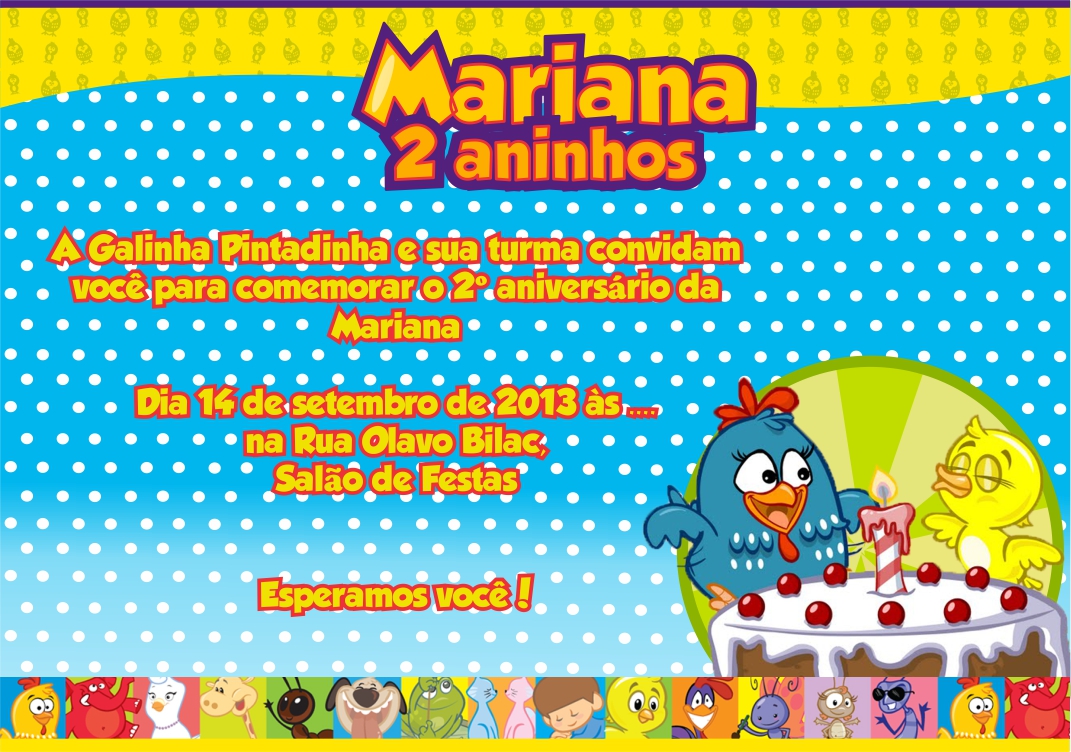 Mariana
2 aninhos
A Galinha Pintadinha e sua turma convidam
você para comemorar o 2º aniversário da
Mariana
Dia 14 de setembro de 2013 às ....
na Rua Olavo Bilac,
Salão de Festas
Esperamos você!